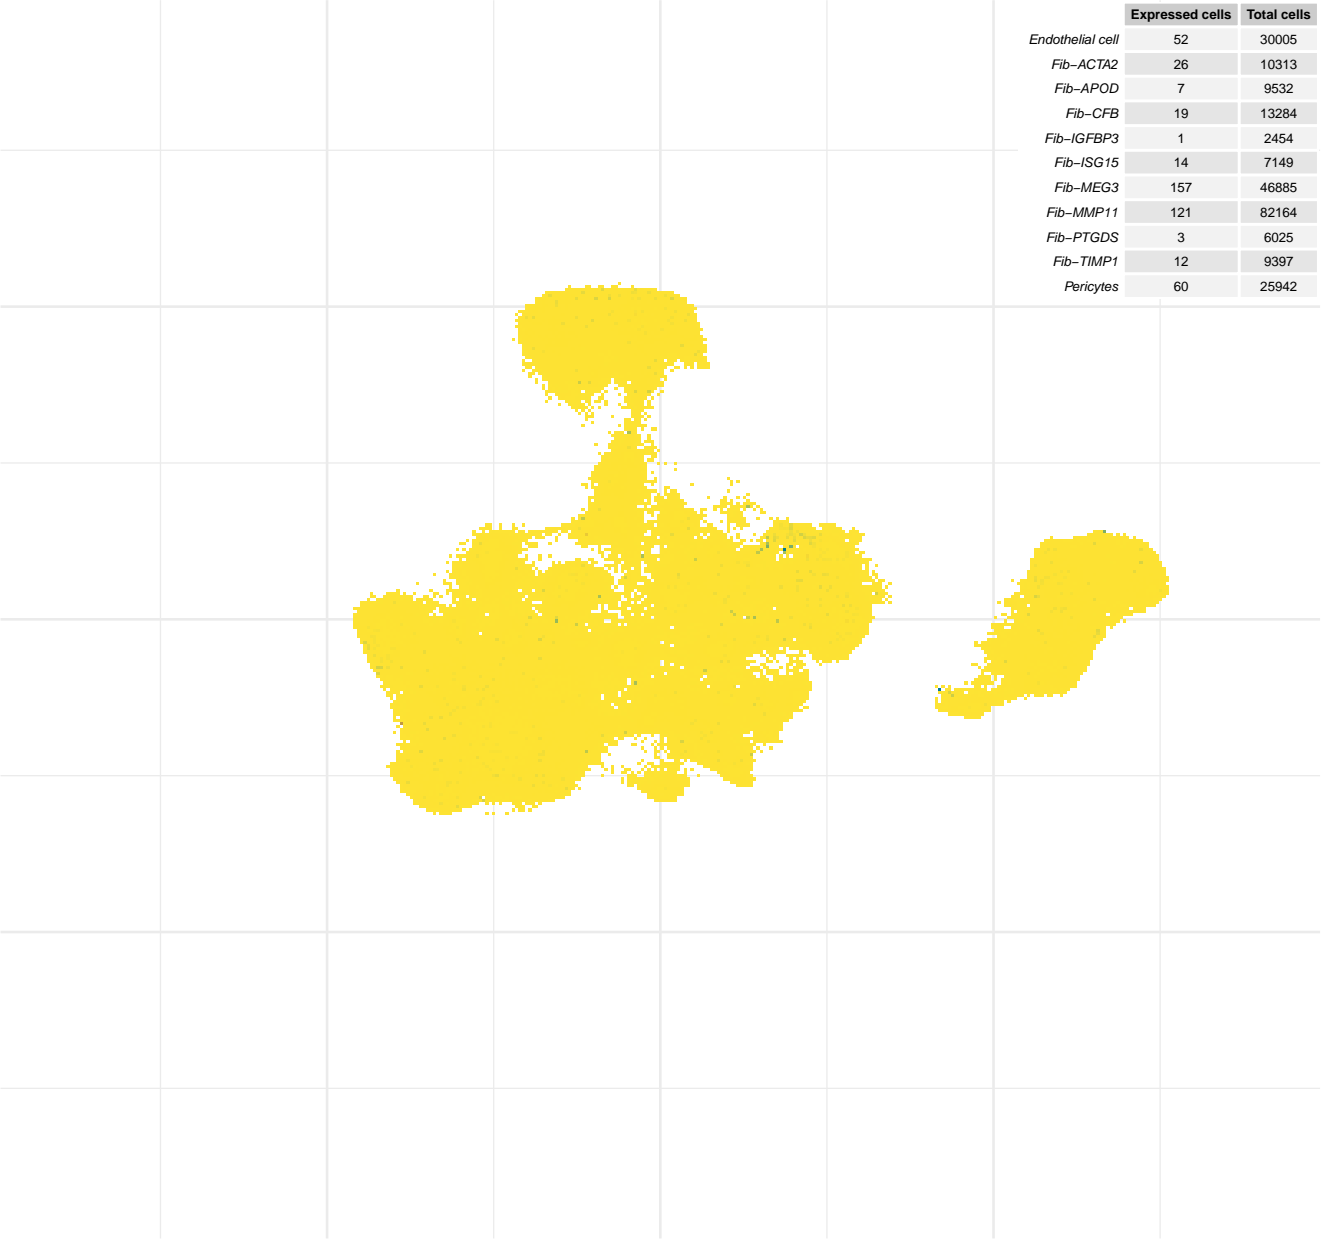 Expressed cells Total cells
Endothelial cell 52 30005
Fib−ACTA2 26 10313
Fib−APOD 7 9532
Fib−CFB 19 13284
Fib−IGFBP3 1 2454
Fib−ISG15 14 7149
Fib−MEG3 157 46885
Fib−MMP11 121 82164
Fib−PTGDS 3 6025
Fib−TIMP1 12 9397
Pericytes 60 25942